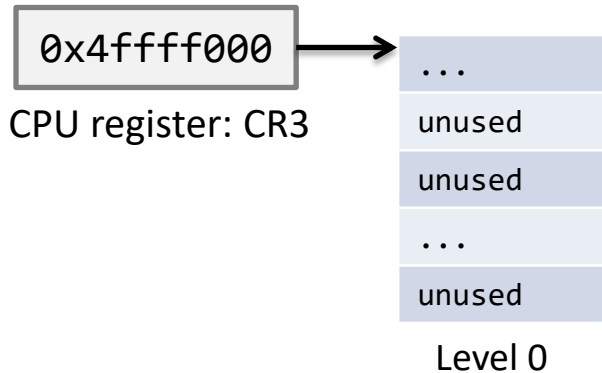 0x4ffff000
CPU register: CR3
...
unused
unused
...
unused
Level 0